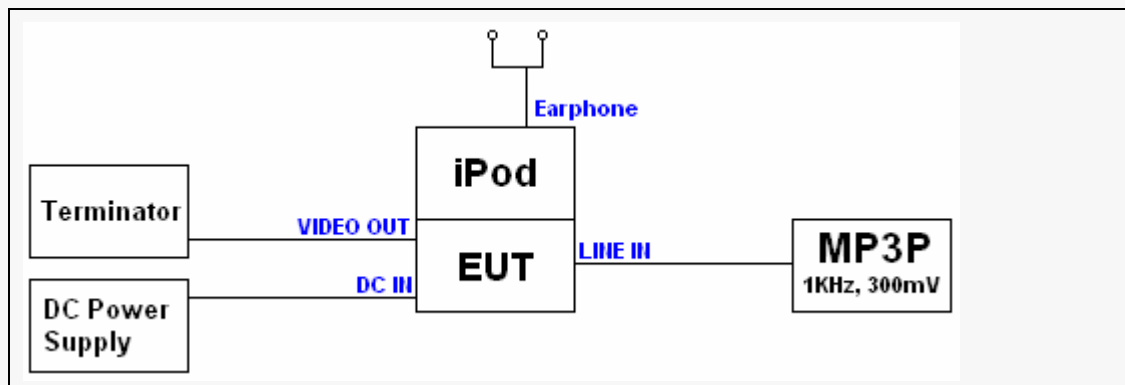 Earphone
iPod
Terminator
VIDEO OUT
EUT
LINE IN
MP3P
1KHz, 300mV
DC IN
DC Power
Supply